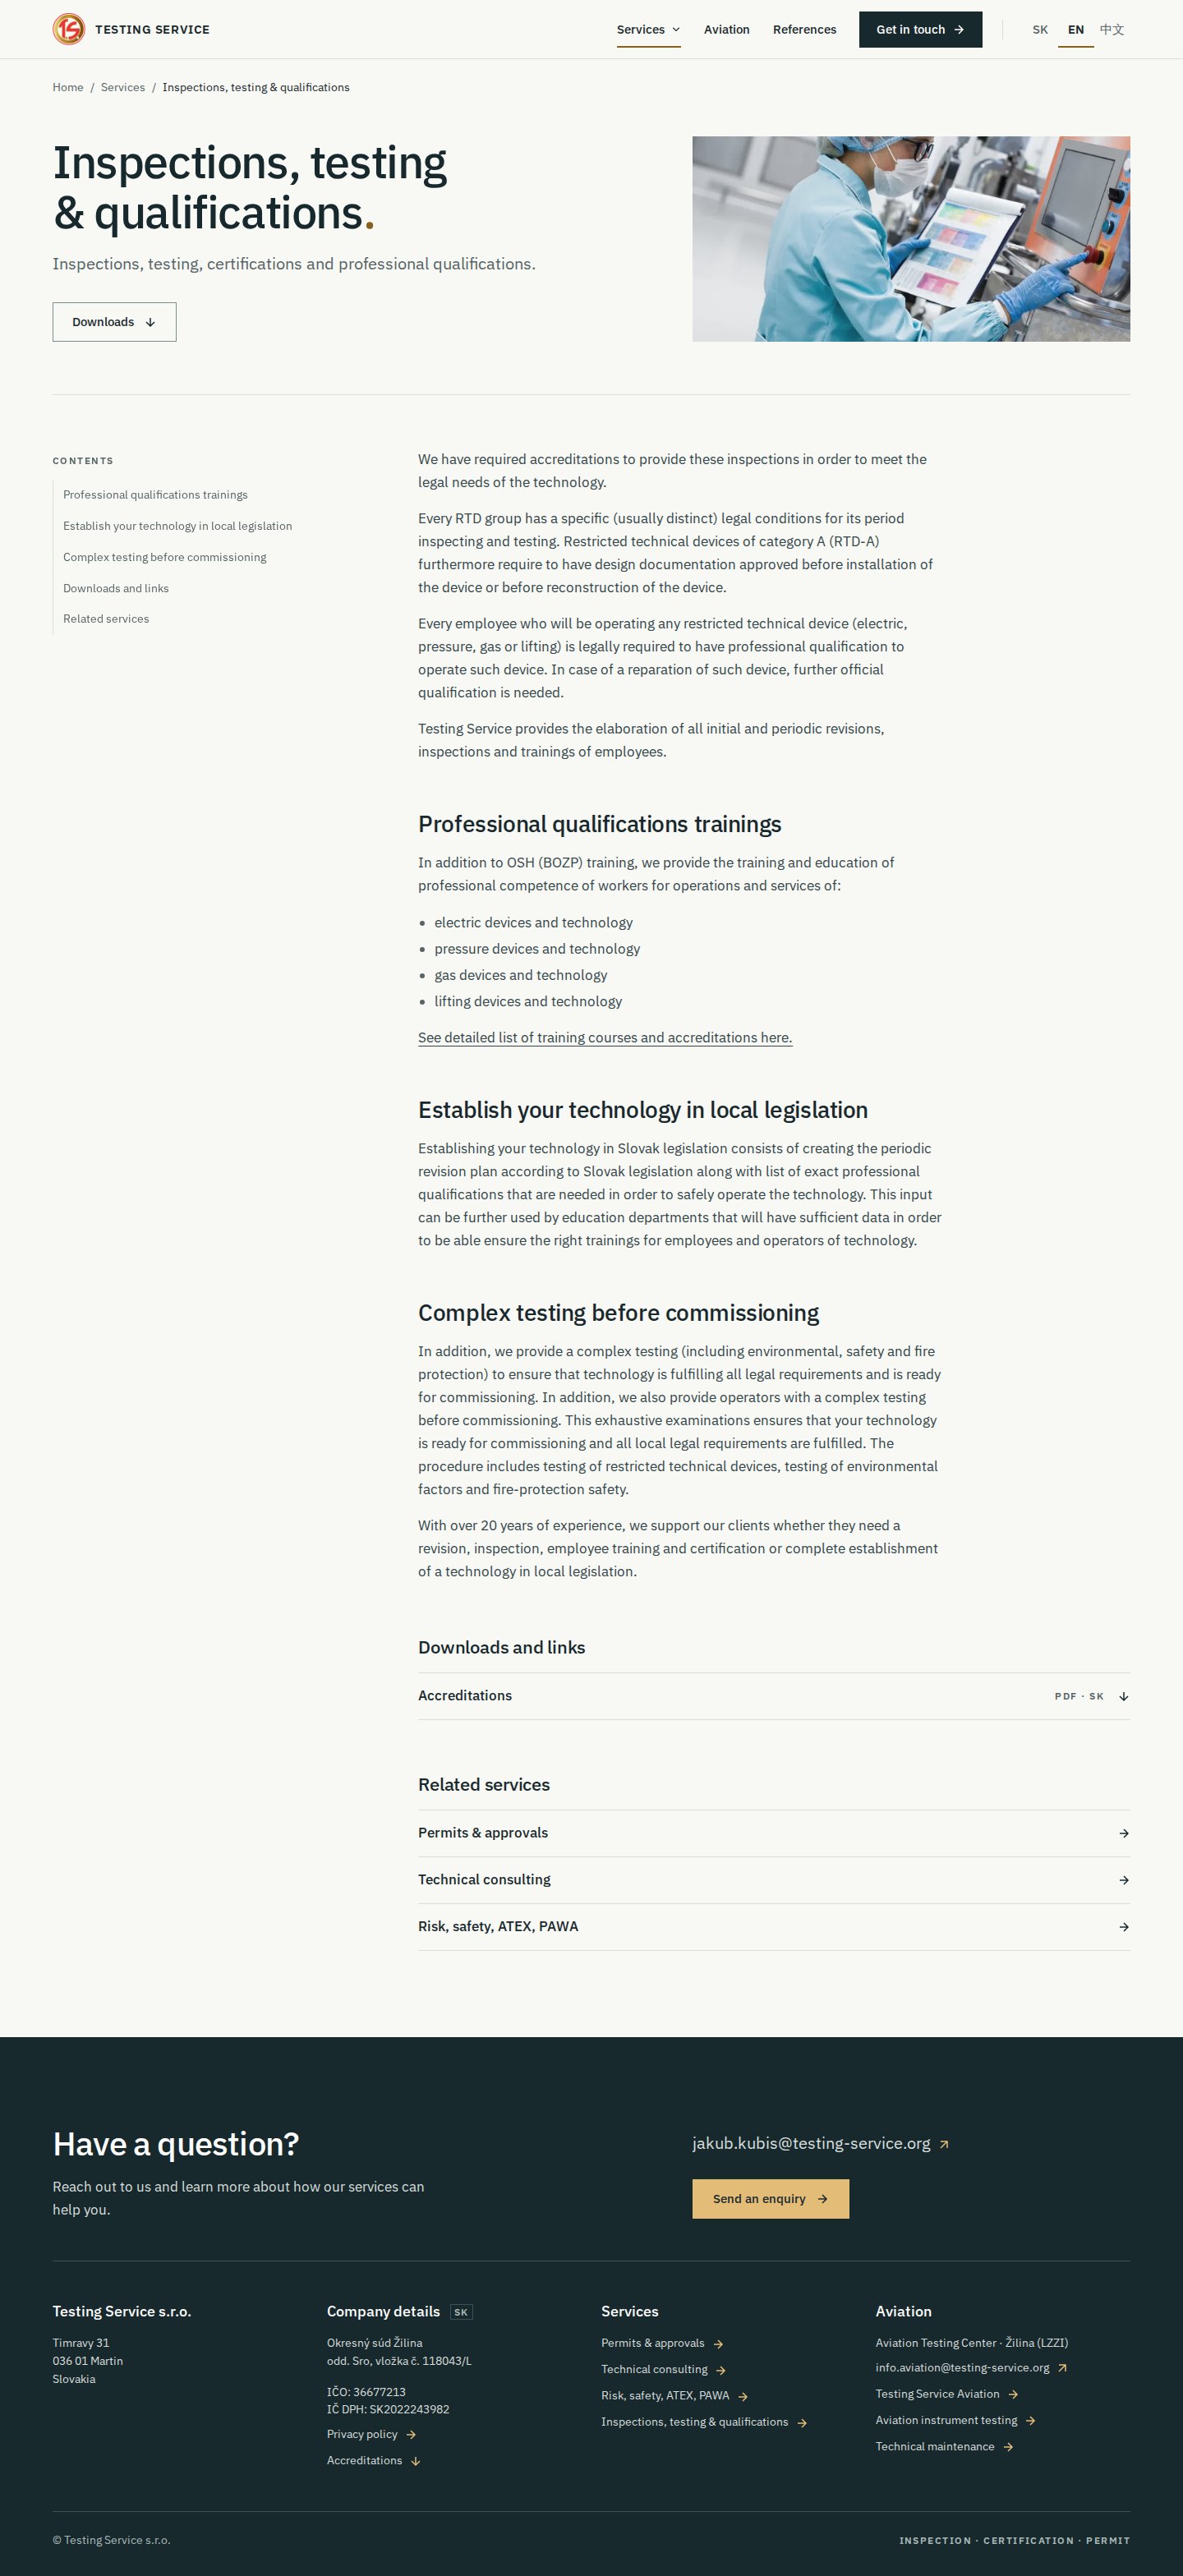 TESTING SERVICE
Services
Aviation
References
Get in touch
SK
EN
中文
Home / Services / Inspections, testing & qualifications
Inspections, testing
& qualifications.
Inspections, testing, certifications and professional qualifications.
Downloads
CONTENTS
Professional qualifications trainings
Establish your technology in local legislation
Complex testing before commissioning
Downloads and links
Related services
We have required accreditations to provide these inspections in order to meet the
legal needs of the technology.
Every RTD group has a specific (usually distinct) legal conditions for its period
inspecting and testing. Restricted technical devices of category A (RTD-A)
furthermore require to have design documentation approved before installation of
the device or before reconstruction of the device.
Every employee who will be operating any restricted technical device (electric,
pressure, gas or lifting) is legally required to have professional qualification to
operate such device. In case of a reparation of such device, further official
qualification is needed.
Testing Service provides the elaboration of all initial and periodic revisions,
inspections and trainings of employees.
Professional qualifications trainings
In addition to OSH (BOZP) training, we provide the training and education of
professional competence of workers for operations and services of:
• electric devices and technology
• pressure devices and technology
• gas devices and technology
• lifting devices and technology
See detailed list of training courses and accreditations here.
Establish your technology in local legislation
Establishing your technology in Slovak legislation consists of creating the periodic
revision plan according to Slovak legislation along with list of exact professional
qualifications that are needed in order to safely operate the technology. This input
can be further used by education departments that will have sufficient data in order
to be able ensure the right trainings for employees and operators of technology.
Complex testing before commissioning
In addition, we provide a complex testing (including environmental, safety and fire
protection) to ensure that technology is fulfilling all legal requirements and is ready
for commissioning. In addition, we also provide operators with a complex testing
before commissioning. This exhaustive examinations ensures that your technology
is ready for commissioning and all local legal requirements are fulfilled. The
procedure includes testing of restricted technical devices, testing of environmental
factors and fire-protection safety.
With over 20 years of experience, we support our clients whether they need a
revision, inspection, employee training and certification or complete establishment
of a technology in local legislation.
Downloads and links
Accreditations
PDF · SK
Related services
Permits & approvals
Technical consulting
Risk, safety, ATEX, PAWA
Have a question?
Reach out to us and learn more about how our services can
help you.
jakub.kubis@testing-service.org
Send an enquiry
Testing Service s.r.o.
Timravy 31
036 01 Martin
Slovakia
Company details SK
Okresný súd Žilina
odd. Sro, vložka č. 118043/L
IČO: 36677213
IČ DPH: SK2022243982
Privacy policy
Accreditations
Services
Permits & approvals
Technical consulting
Risk, safety, ATEX, PAWA
Inspections, testing & qualifications
Aviation
Aviation Testing Center · Žilina (LZZI)
info.aviation@testing-service.org
Testing Service Aviation
Aviation instrument testing
Technical maintenance
© Testing Service s.r.o.
INSPECTION · CERTIFICATION · PERMIT